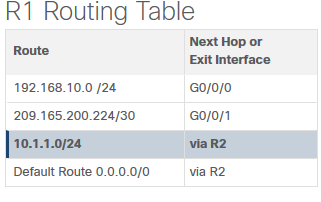 R1 Routing Table
Route Next Hop or Exit Interface
192.168.10.0 /24 G0/0/0
209.165.200.224/30 G0/0/1
10.1.1.0/24 via R2
Default Route 0.0.0.0/0 via R2